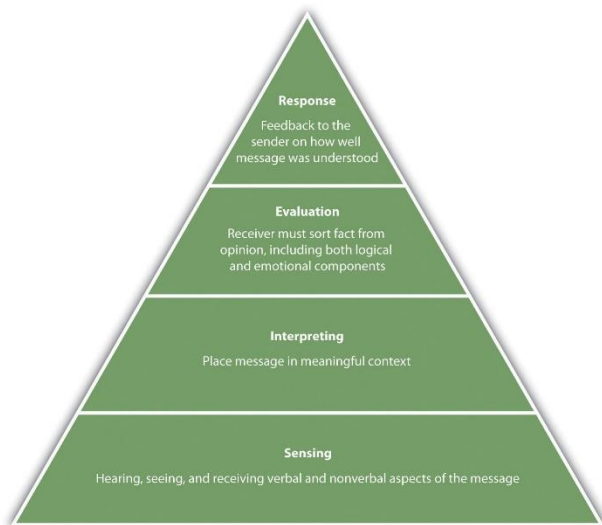 Response
Feedback to the
sender on how well
message was understood
Evaluation
Receiver must sort fact from
opinion, including both logical
and emotional components
Interpreting
Place message in meaningful context
Sensing
Hearing, seeing, and receiving verbal and nonverbal aspects of the message